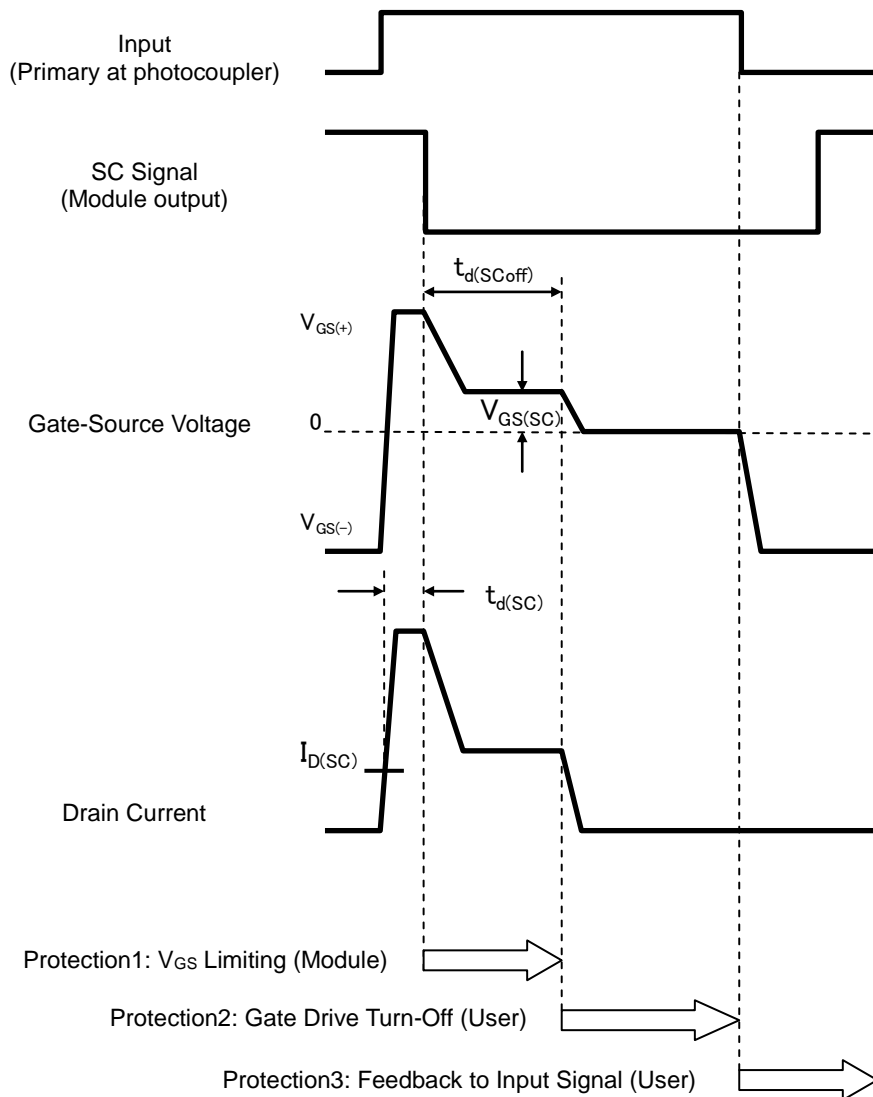 Input
(Primary at photocoupler)
SC Signal
(Module output)
td(SCoff)
VGS(+)
VGS(SC)
Gate-Source Voltage
0
VGS(−)
td(SC)
ID(SC)
Drain Current
Protection1: VGS Limiting (Module)
Protection2: Gate Drive Turn-Off (User)
Protection3: Feedback to Input Signal (User)